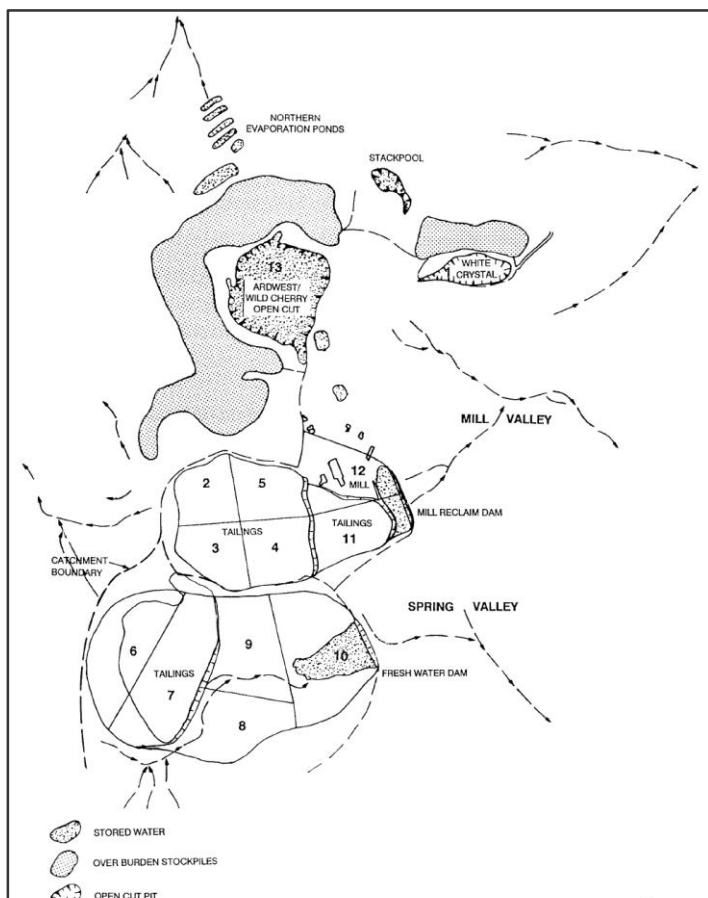 NORTHERN
EVAPORATION PONDS
STACKPOOL
WHITE
CRYSTAL
13
ARDWEST/
WILD CHERRY
OPEN CUT
MILL VALLEY
12
MILL
2
5
MILL RECLAIM DAM
TAILINGS
3
4
TAILINGS
11
CATCHMENT
BOUNDARY
SPRING VALLEY
6
9
10
TAILINGS
7
FRESH WATER DAM
8
STORED WATER
OVER BURDEN STOCKPILES
OPEN CUT PIT